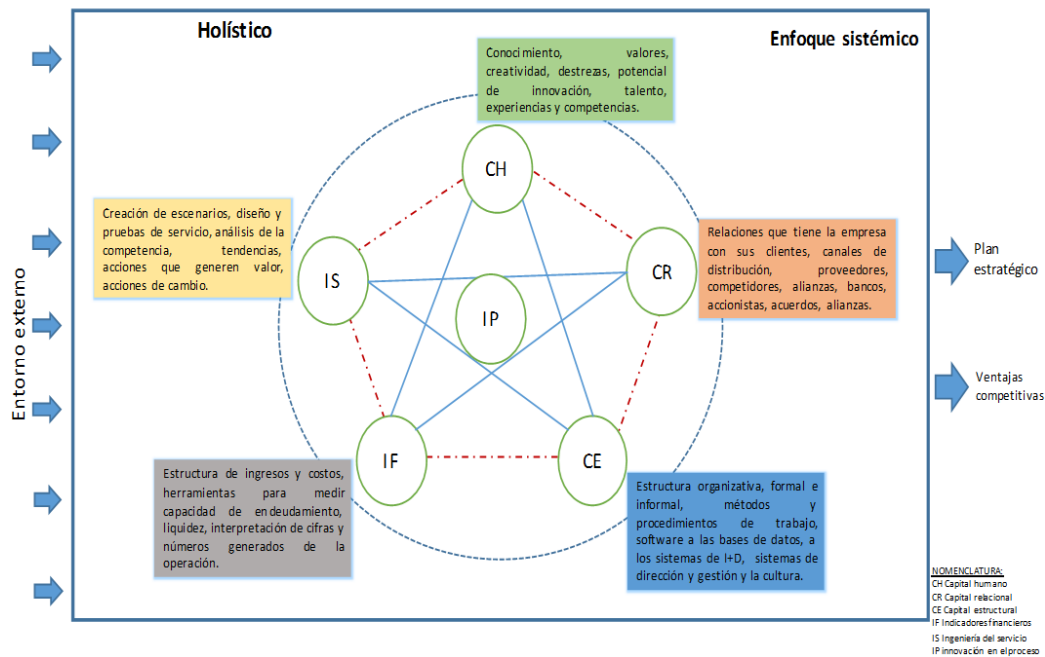 Holístico
Enfoque sistémico
Conocimiento, valores,
creatividad, destrezas, potencial
de innovación, talento,
experiencias y competencias.
CH
Creación de escenarios, diseño y
pruebas de servicio, análisis de la
competencia, tendencias,
acciones que generen valor,
acciones de cambio.
IS
CR
Relaciones que tiene la empresa
con sus clientes, canales de
distribución, proveedores,
competidores, alianzas, bancos,
accionistas, acuerdos, alianzas.
IP
Entorno externo
Plan
estratégico
Ventajas
competitivas
IF
CE
Estructura de ingresos y costos,
herramientas para medir
capacidad de endeudamiento,
liquidez, interpretación de cifras y
números generados de la
operación.
Estructura organizativa, formal e
informal, métodos y
procedimientos de trabajo,
software a las bases de datos, a
los sistemas de I+D, sistemas de
dirección y gestión y la cultura.
NOMENCLATURA:
CH Capital humano
CR Capital relacional
CE Capital estructural
IF Indicadores financieros
IS Ingeniería del servicio
IP innovación en el proceso